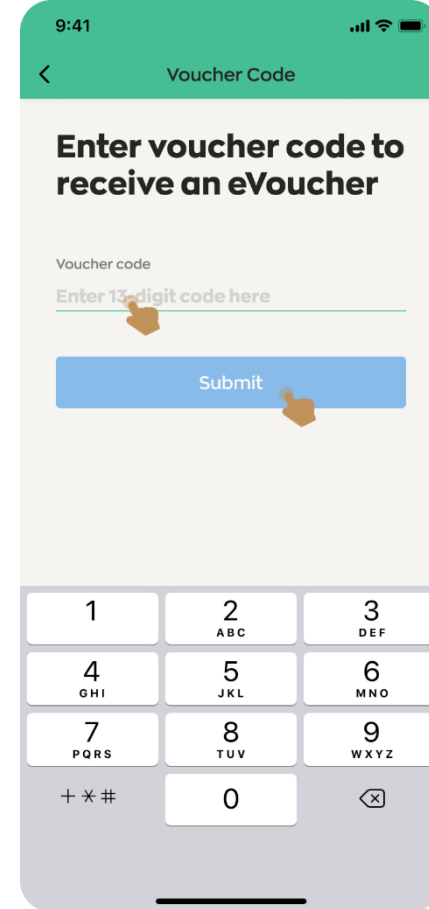 9:41
Voucher Code
Enter voucher code to
receive an eVoucher
Voucher code
Enter 13-digit code here
Submit
1 2 3
ABC DEF
4 5 6
GHI JKL MNO
7 8 9
PQRS TUV WXYZ
+*# 0